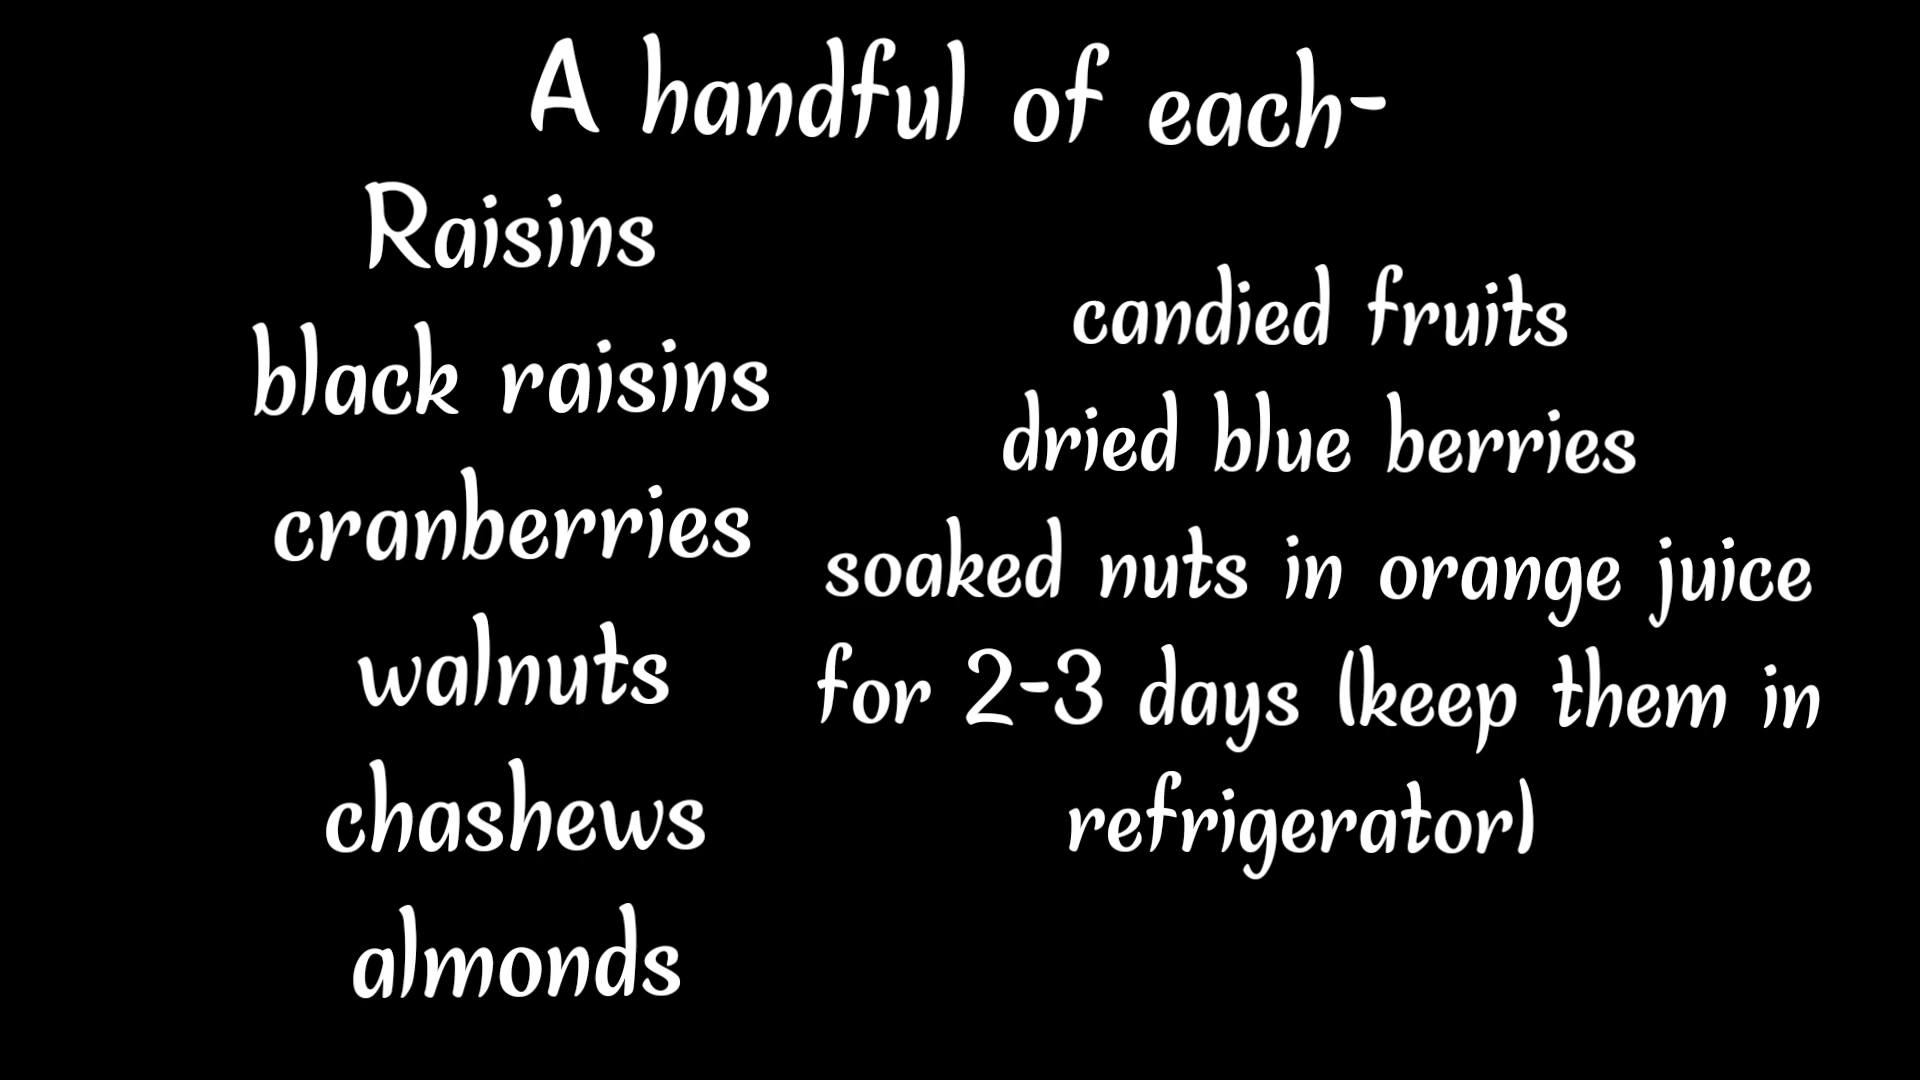 A handful of each-
Raisins
black raisins
cranberries
walnuts
chashews
almonds
candied fruits
dried blue berries
soaked nuts in orange juice
for 2-3 days (keep them in
refrigerator)